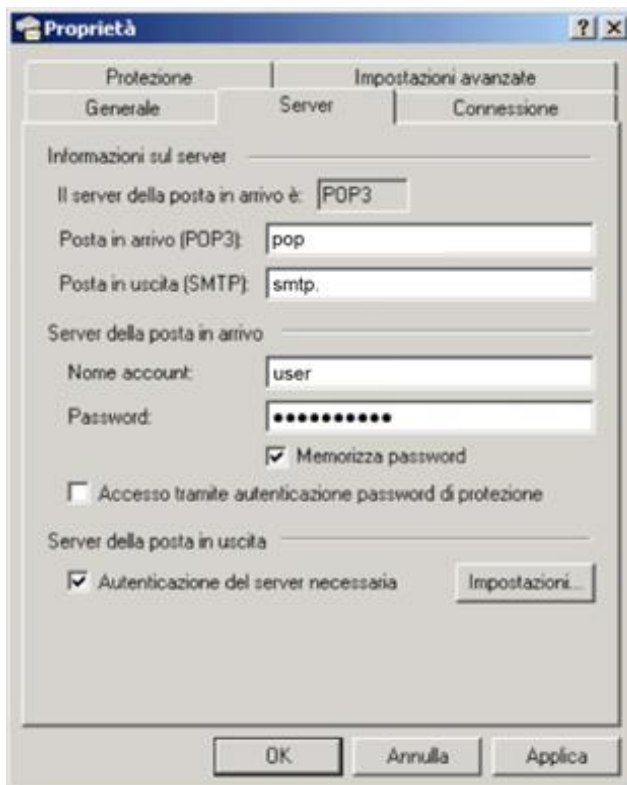 Proprietà
Protezione
Impostazioni avanzate
Generale
Server
Connessione
Informazioni sul server
Il server della posta in arrivo è: POP3
Posta in arrivo (POP3): pop
Posta in uscita (SMTP): smtp.
Server della posta in arrivo
Nome account: user
Password: ●●●●●●●●●●
Memorizza password
Accesso tramite autenticazione password di protezione
Server della posta in uscita
Autenticazione del server necessaria
Impostazioni...
OK
Annulla
Applica